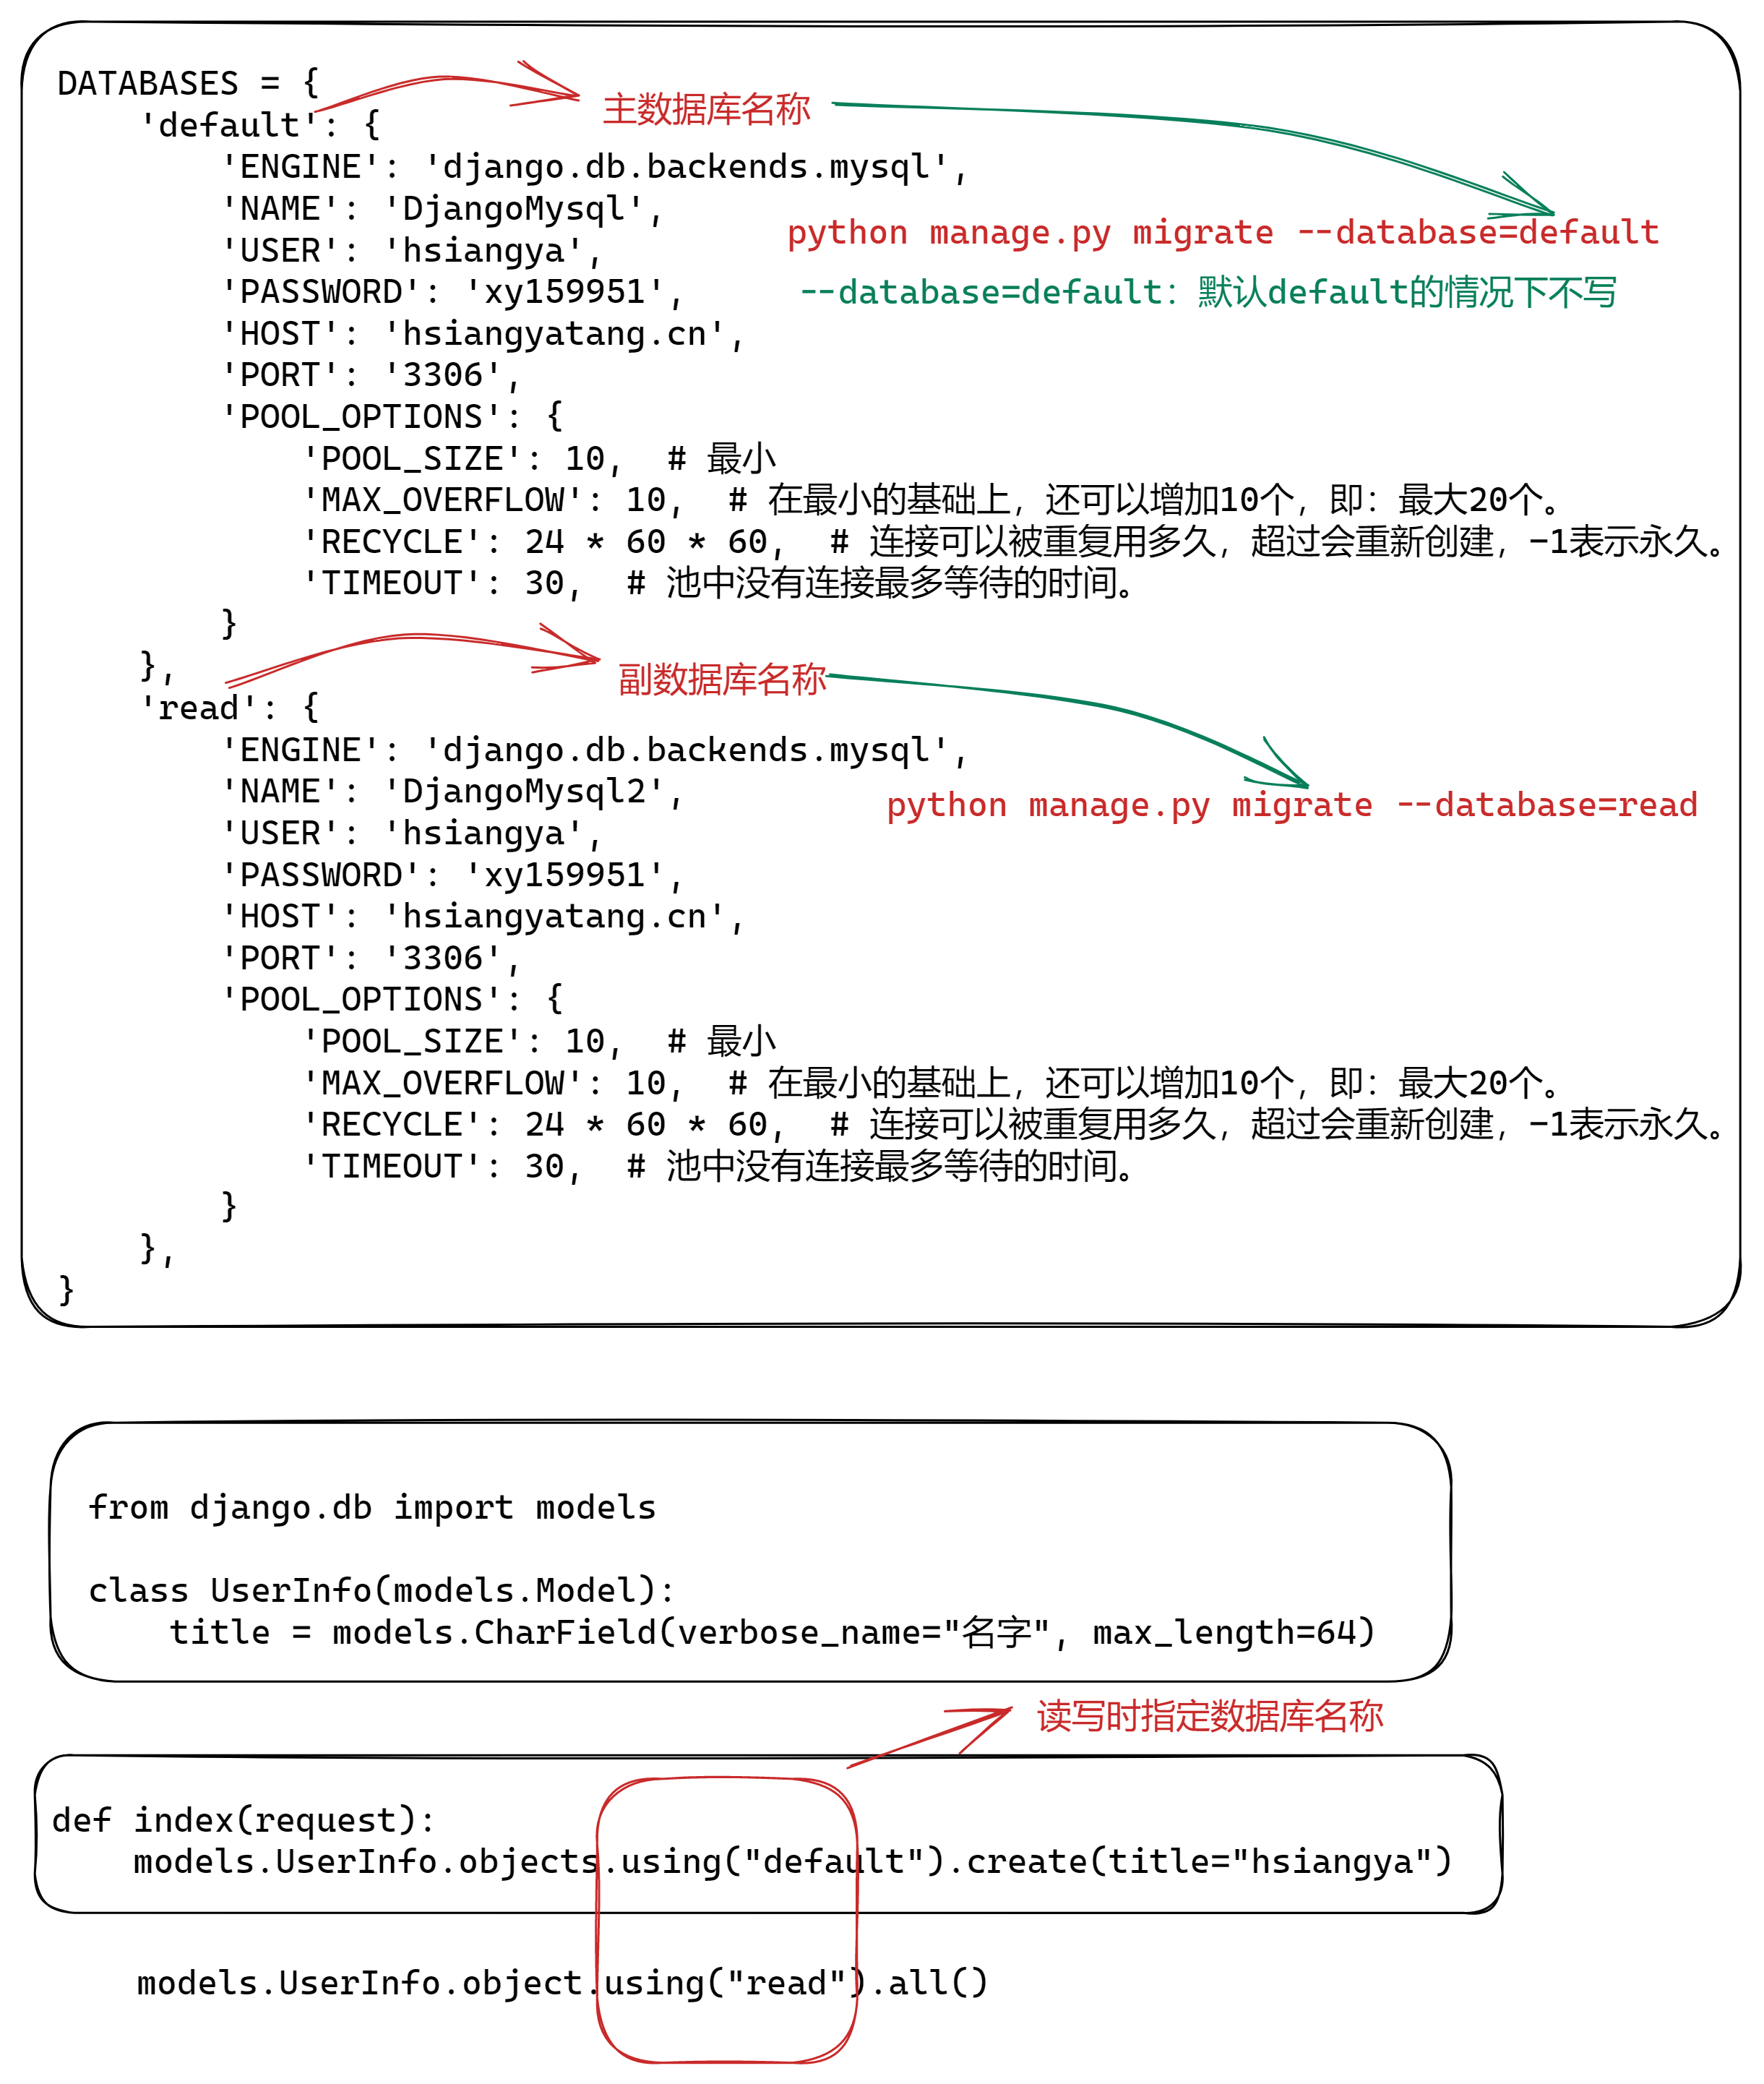 DATABASES = {
'default': {
主数据库名称
'ENGINE': 'django.db.backends.mysql',
'NAME': 'DjangoMysql',
python manage.py migrate --database=default
'USER': 'hsiangya',
'PASSWORD': 'xy159951',
--database=default：默认default的情况下不写
'HOST': 'hsiangyatang.cn',
'PORT': '3306',
'POOL_OPTIONS': {
'POOL_SIZE': 10,  # 最小
'MAX_OVERFLOW': 10,  # 在最小的基础上，还可以增加10个，即：最大20个。
'RECYCLE': 24 * 60 * 60,  # 连接可以被重复用多久，超过会重新创建，-1表示永久。
'TIMEOUT': 30,  # 池中没有连接最多等待的时间。
}
},
副数据库名称
'read': {
'ENGINE': 'django.db.backends.mysql',
'NAME': 'DjangoMysql2',
python manage.py migrate --database=read
'USER': 'hsiangya',
'PASSWORD': 'xy159951',
'HOST': 'hsiangyatang.cn',
'PORT': '3306',
'POOL_OPTIONS': {
'POOL_SIZE': 10,  # 最小
'MAX_OVERFLOW': 10,  # 在最小的基础上，还可以增加10个，即：最大20个。
'RECYCLE': 24 * 60 * 60,  # 连接可以被重复用多久，超过会重新创建，-1表示永久。
'TIMEOUT': 30,  # 池中没有连接最多等待的时间。
}
},
}
from django.db import models
class UserInfo(models.Model):
title = models.CharField(verbose_name="名字", max_length=64)
读写时指定数据库名称
def index(request):
models.UserInfo.objects.using("default").create(title="hsiangya")
models.UserInfo.object.using("read").all()